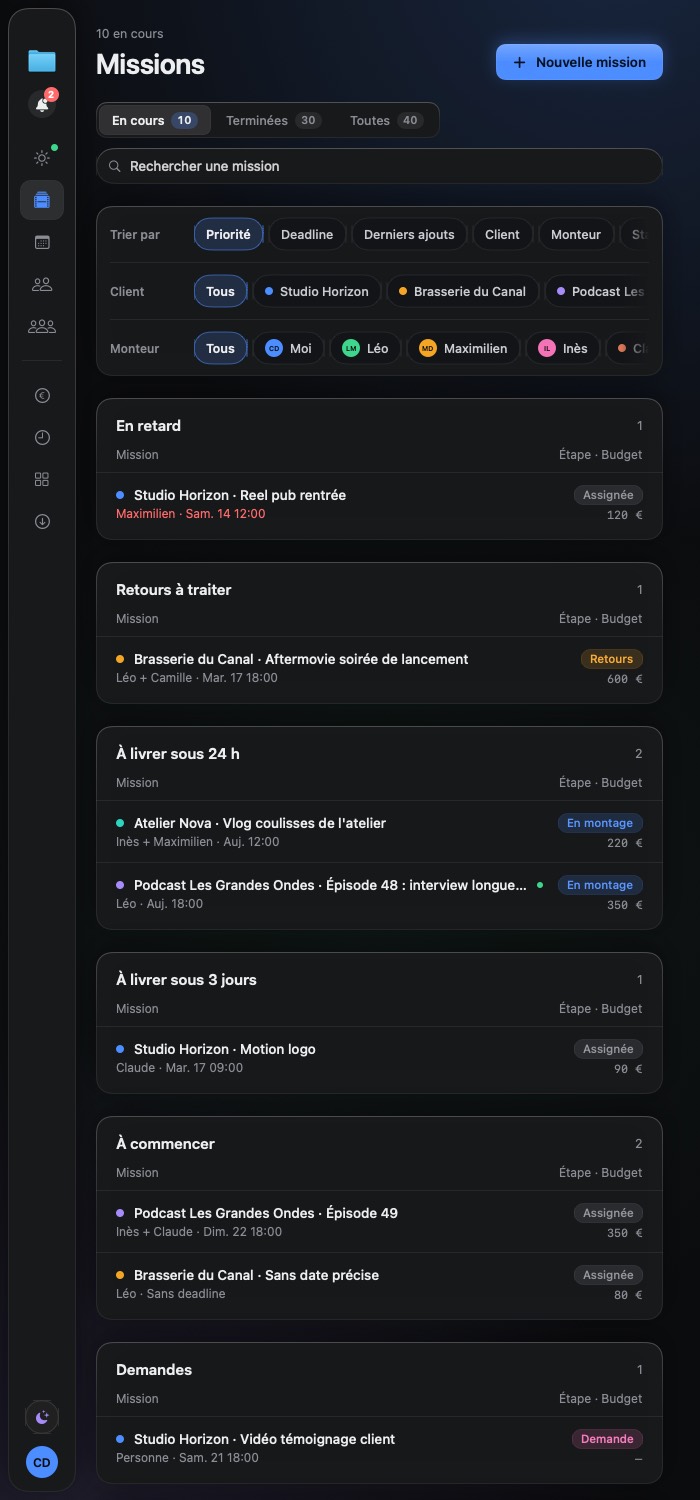 10 en cours
Missions
+ Nouvelle mission
2
En cours 10 Terminées 30 Toutes 40
Rechercher une mission
Trier par Priorité Deadline Derniers ajouts Client Monteur
Client Tous Studio Horizon Brasserie du Canal Podcast Les
Monteur Tous CD Moi LM Léo MD Maximilien IL Inès
En retard 1
Mission Étape · Budget
Studio Horizon · Reel pub rentrée Assignée
Maximilien · Sam. 14 12:00 120 €
Retours à traiter 1
Mission Étape · Budget
Brasserie du Canal · Aftermovie soirée de lancement Retours
Léo + Camille · Mar. 17 18:00 600 €
À livrer sous 24 h 2
Mission Étape · Budget
Atelier Nova · Vlog coulisses de l'atelier En montage
Inès + Maximilien · Auj. 12:00 220 €
Podcast Les Grandes Ondes · Épisode 48 : interview longue... En montage
Léo · Auj. 18:00 350 €
À livrer sous 3 jours 1
Mission Étape · Budget
Studio Horizon · Motion logo Assignée
Claude · Mar. 17 09:00 90 €
À commencer 2
Mission Étape · Budget
Podcast Les Grandes Ondes · Épisode 49 Assignée
Inès + Claude · Dim. 22 18:00 350 €
Brasserie du Canal · Sans date précise Assignée
Léo · Sans deadline 80 €
Demandes 1
Mission Étape · Budget
Studio Horizon · Vidéo témoignage client Demande
Personne · Sam. 21 18:00 —
CD